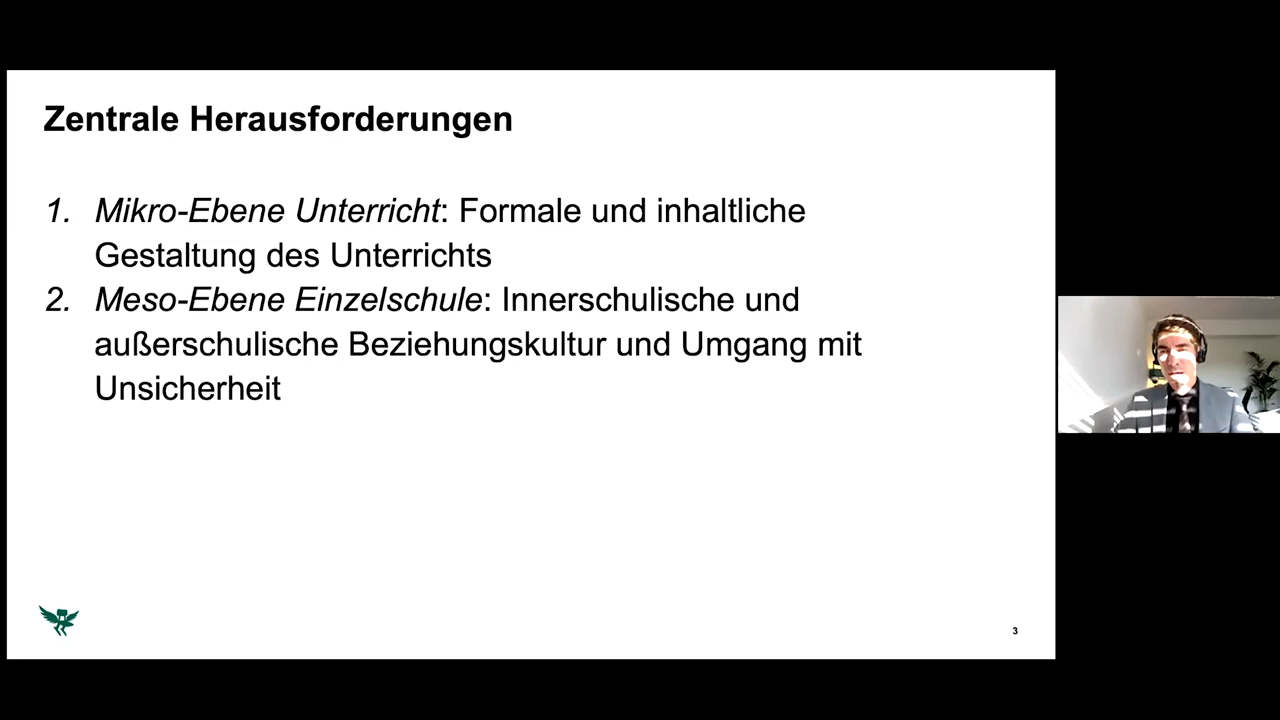 Zentrale Herausforderungen
1. Mikro-Ebene Unterricht: Formale und inhaltliche
Gestaltung des Unterrichts
2. Meso-Ebene Einzelschule: Innerschulische und
außerschulische Beziehungskultur und Umgang mit
Unsicherheit
3